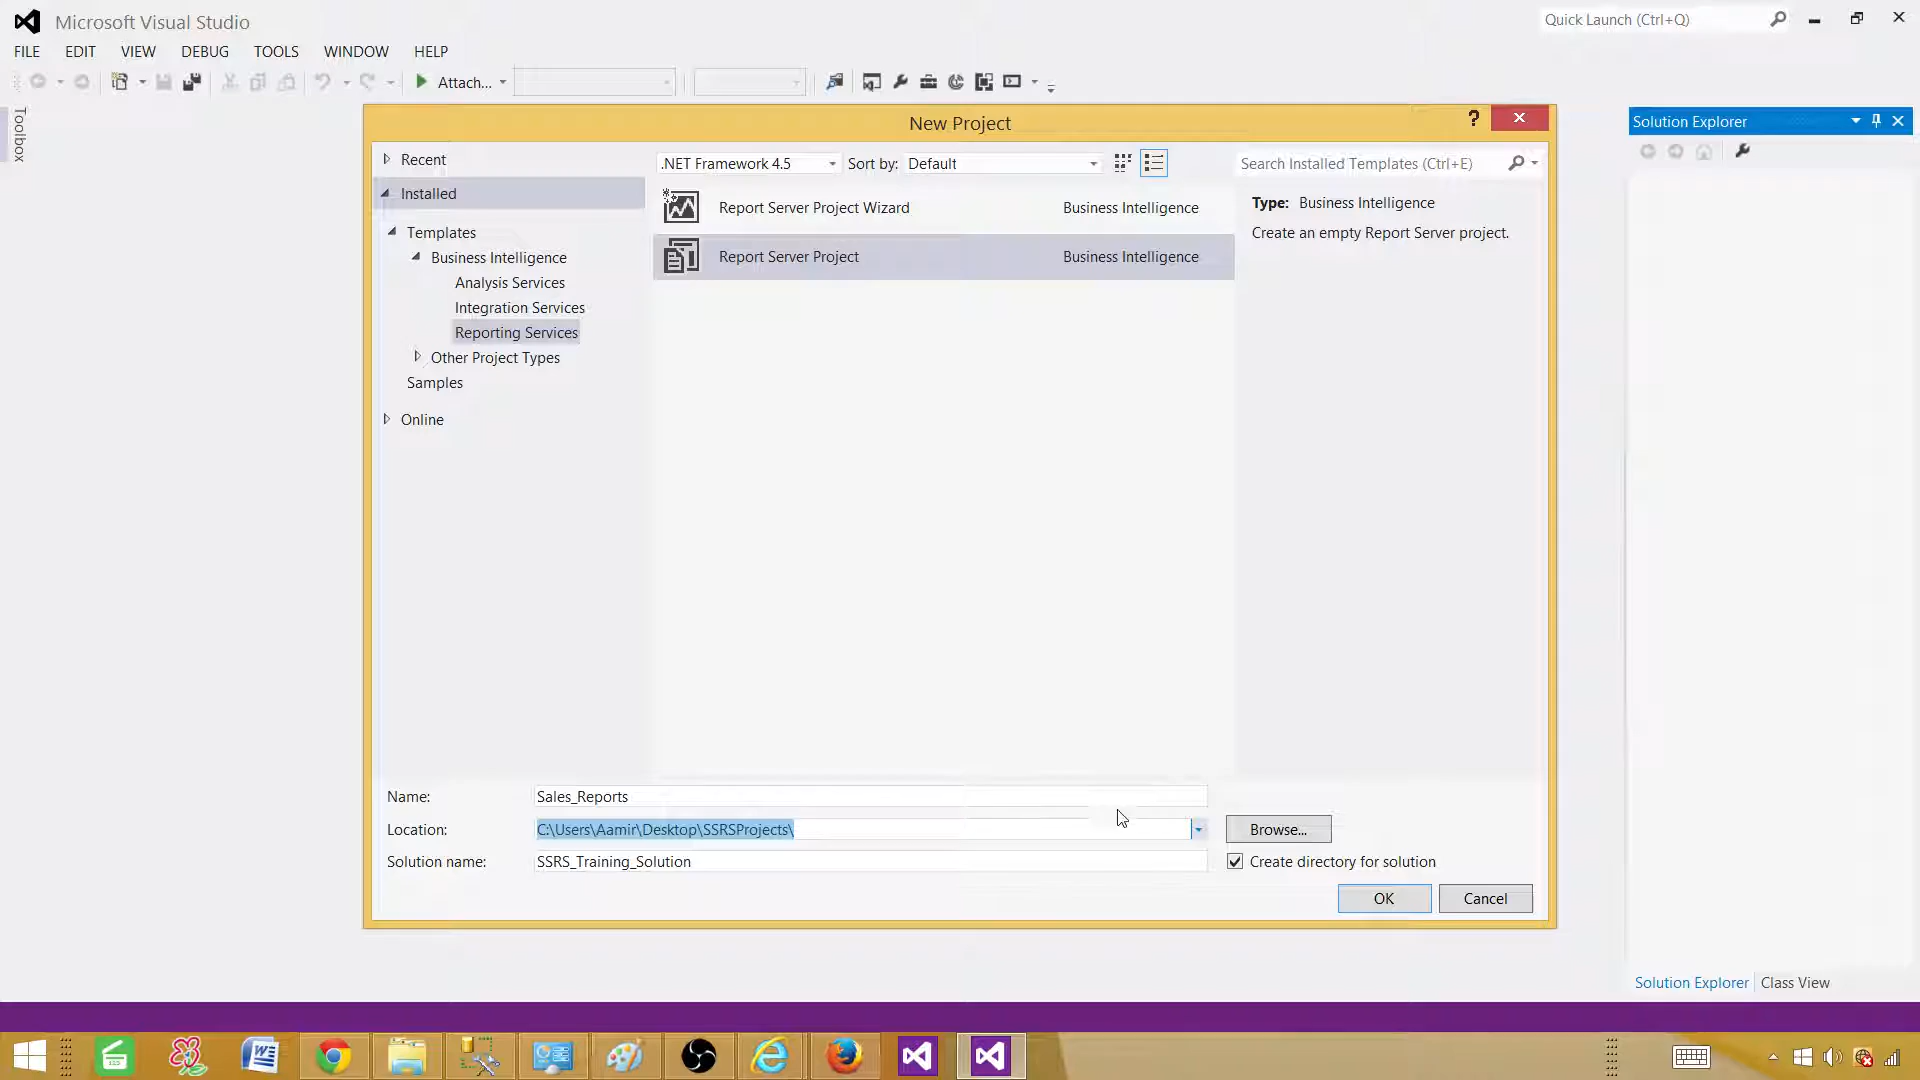 Microsoft Visual Studio
Quick Launch (Ctrl+Q)
FILE EDIT VIEW DEBUG TOOLS WINDOW HELP
Attach...
Toolbox
New Project
?
Solution Explorer
Recent
Installed
Templates
Business Intelligence
Analysis Services
Integration Services
Reporting Services
Other Project Types
Samples
Online
.NET Framework 4.5
Sort by: Default
Search Installed Templates (Ctrl+E)
Report Server Project Wizard Business Intelligence
Report Server Project Business Intelligence
Type: Business Intelligence
Create an empty Report Server project.
Name: Sales_Reports
Location: C:\Users\Aamir\Desktop\SSRSProjects\
Browse...
Solution name: SSRS_Training_Solution
Create directory for solution
OK Cancel
Solution Explorer Class View